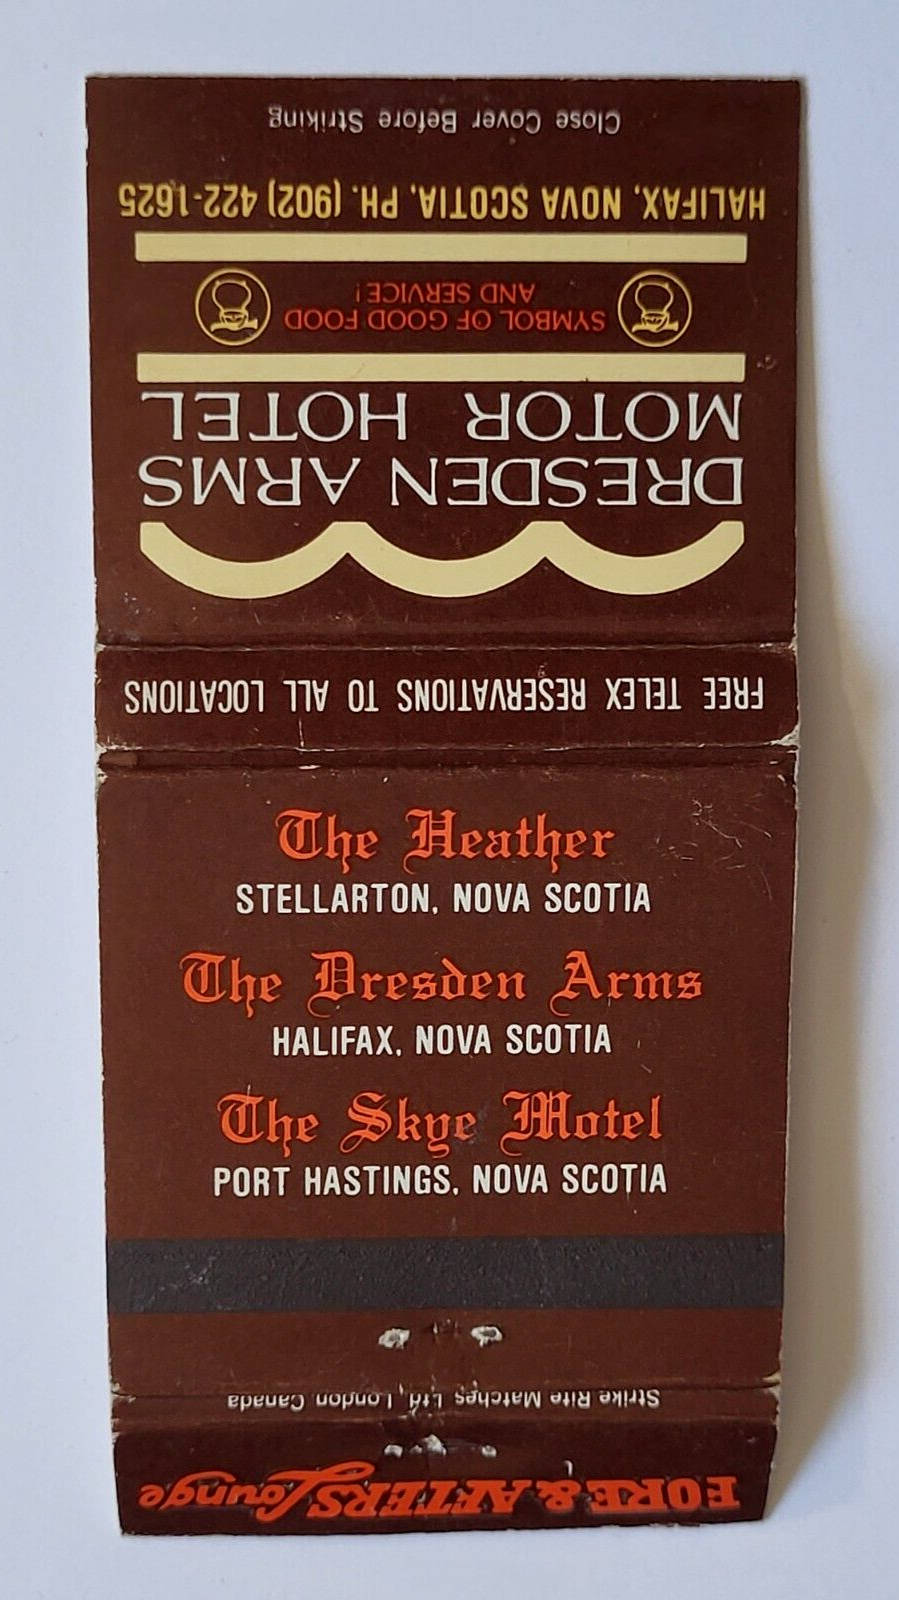 Close Cover Before Striking
HALIFAX, NOVA SCOTIA, PH. (902) 422-1625
SYMBOL OF GOOD FOOD
AND SERVICE!
DRESDEN ARMS
MOTOR HOTEL
FREE TELEX RESERVATIONS TO ALL LOCATIONS
The Heather
STELLARTON, NOVA SCOTIA
The Dresden Arms
HALIFAX, NOVA SCOTIA
The Skye Motel
PORT HASTINGS, NOVA SCOTIA
Strike Rite Matches Ltd. London Canada
FORE & AFTERS Lounge